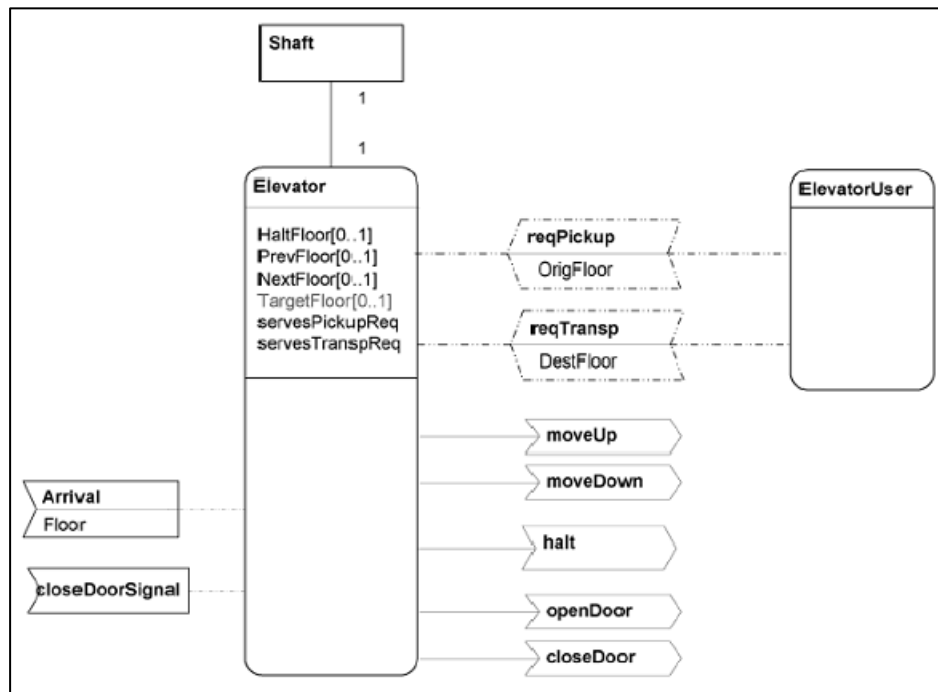 Shaft
1
1
Elevator
ElevatorUser
HaltFloor[0..1]
PrevFloor[0..1]
NextFloor[0..1]
TargetFloor[0..1]
servesPickupReq
servesTranspReq
reqPickup
OrigFloor
reqTransp
DestFloor
moveUp
moveDown
Arrival
Floor
halt
closeDoorSignal
openDoor
closeDoor